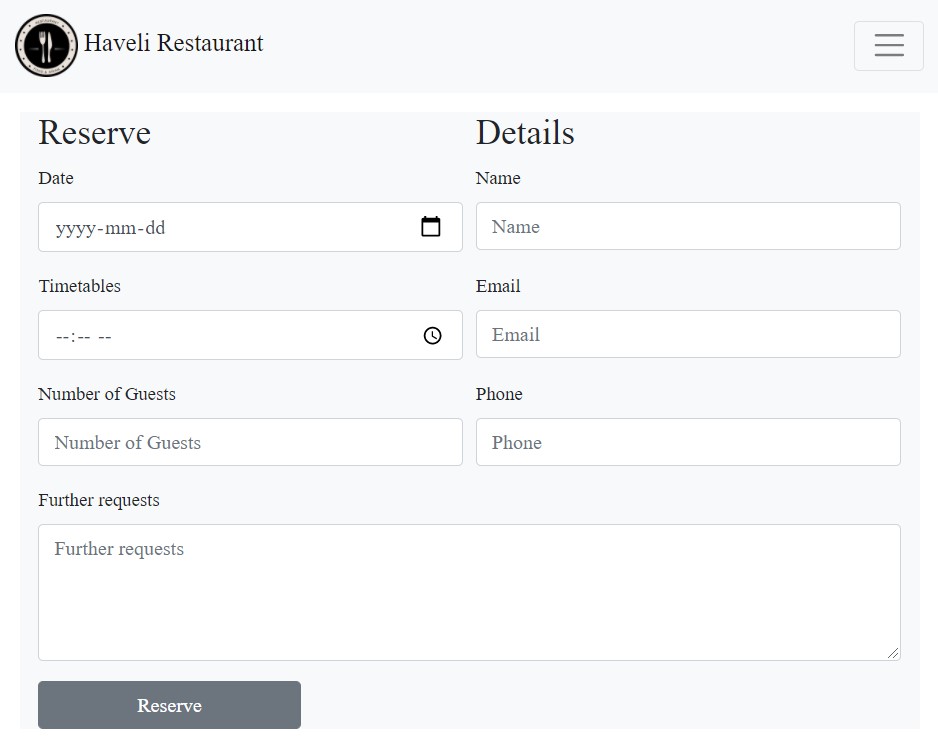 Haveli Restaurant
Reserve
Details
Date
Name
yyyy-mm-dd
Name
Timetables
Email
--:-- --
Email
Number of Guests
Phone
Number of Guests
Phone
Further requests
Further requests
Reserve